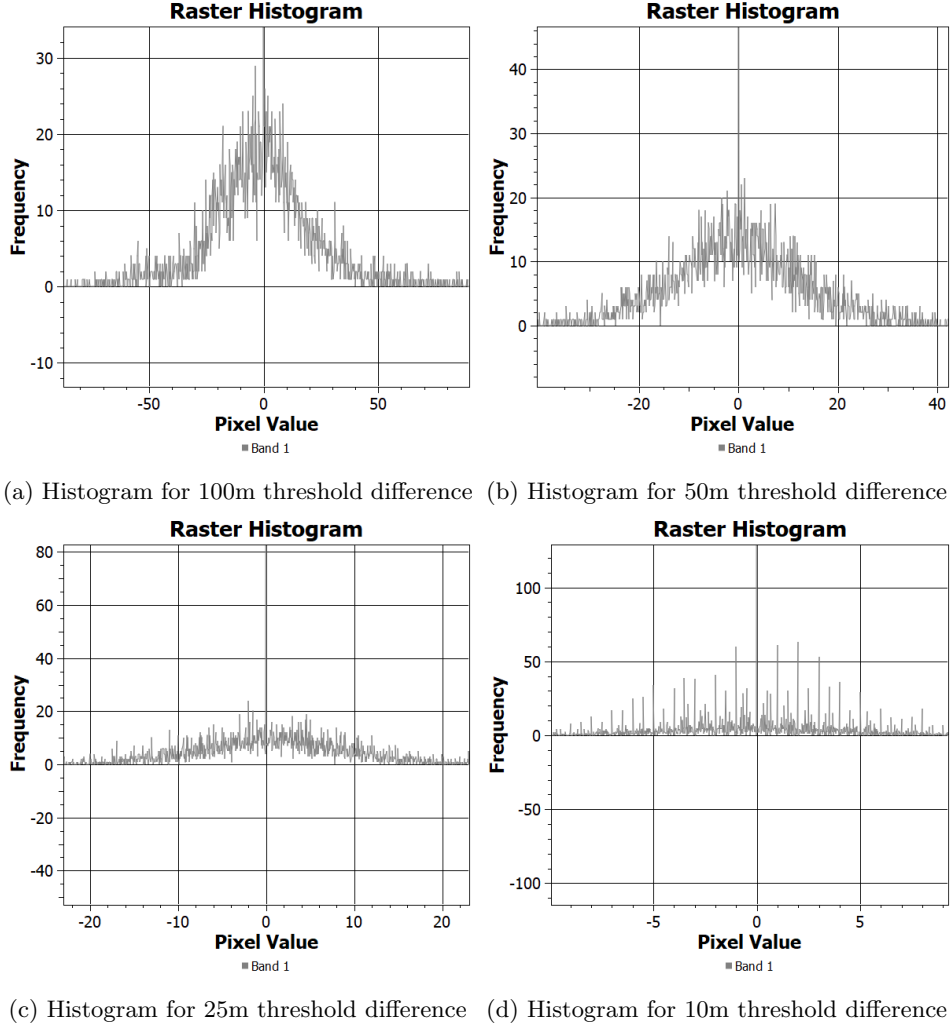 Raster Histogram
Raster Histogram
30
20
10
0
-10
Frequency
-50
0
50
Pixel Value
Band 1
40
30
20
10
0
Frequency
-20
0
20
40
Pixel Value
Band 1
(a) Histogram for 100m threshold difference
(b) Histogram for 50m threshold difference
Raster Histogram
Raster Histogram
80
60
40
20
0
-20
-40
Frequency
-20
-10
0
10
20
Pixel Value
Band 1
100
50
0
-50
-100
Frequency
-5
0
5
Pixel Value
Band 1
(c) Histogram for 25m threshold difference
(d) Histogram for 10m threshold difference